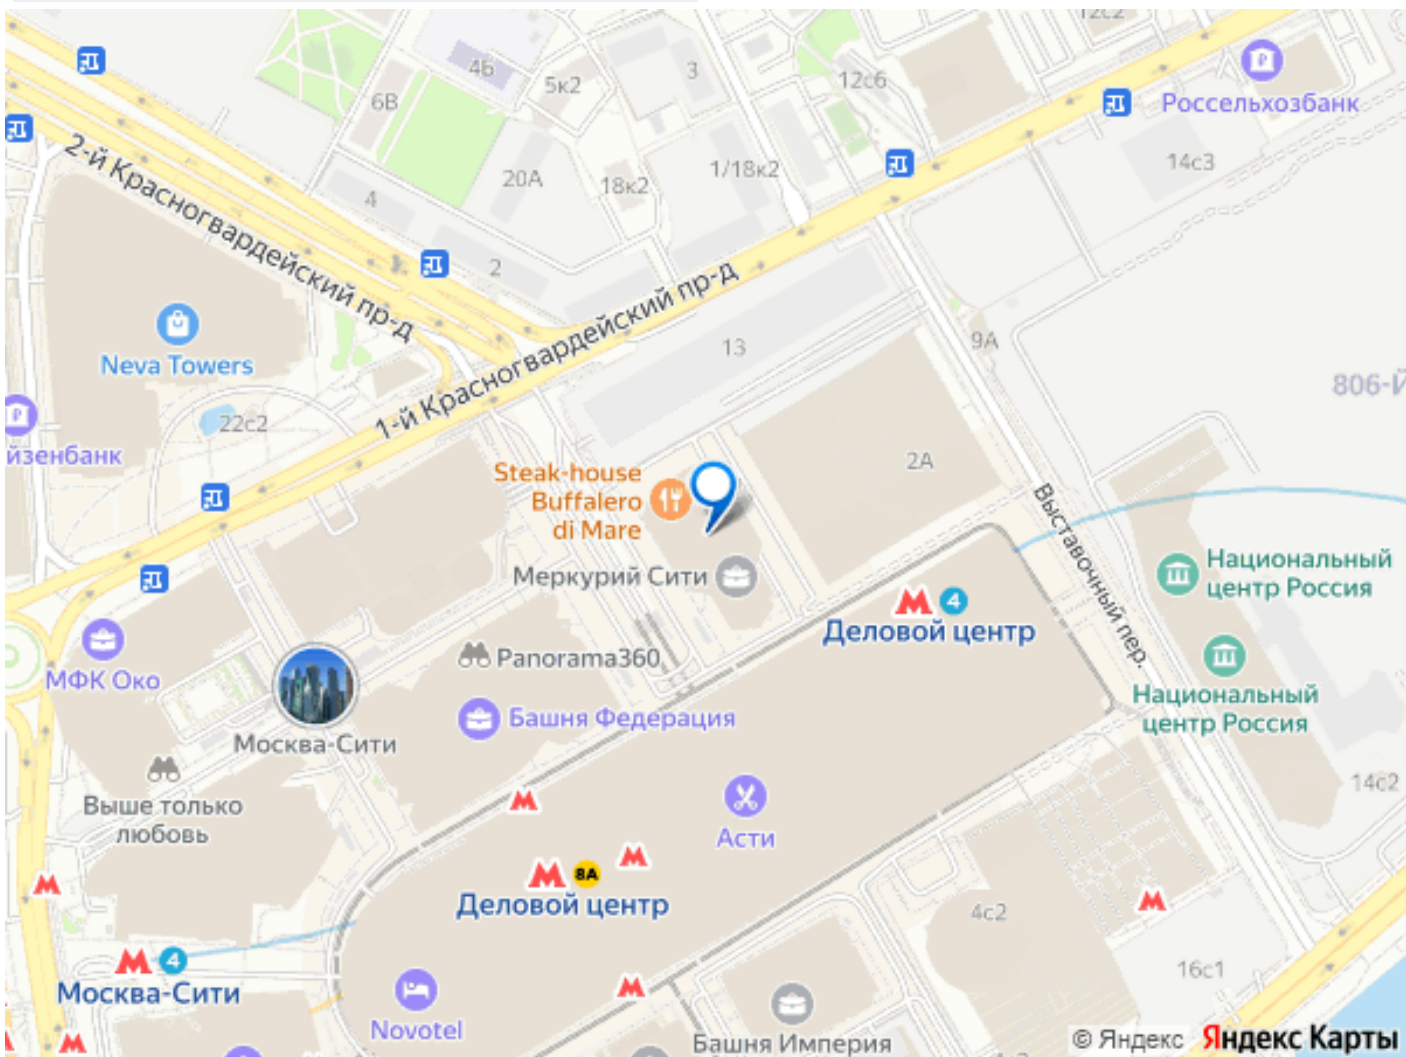 12с2
4Б
3
5к2
6В
12с6
Россельхозбанк
2-й Красногвардейский пр-д
20А
18к2
1/18к2
14с3
4
2
1-й Красногвардейский пр-д
Neva Towers
13
9А
806-Й
22с2
йзенбанк
Steak-house
Buffalero
di Mare
2А
Выставочный пер.
Национальный
центр Россия
Меркурий Сити
4
Деловой центр
МФК Око
Panorama360
Национальный
центр Россия
Башня Федерация
Москва-Сити
14с2
Выше только
любовь
Асти
8А
Деловой центр
4с2
4
Москва-Сити
16с1
Novotel
Башня Империя
© Яндекс Яндекс Карты